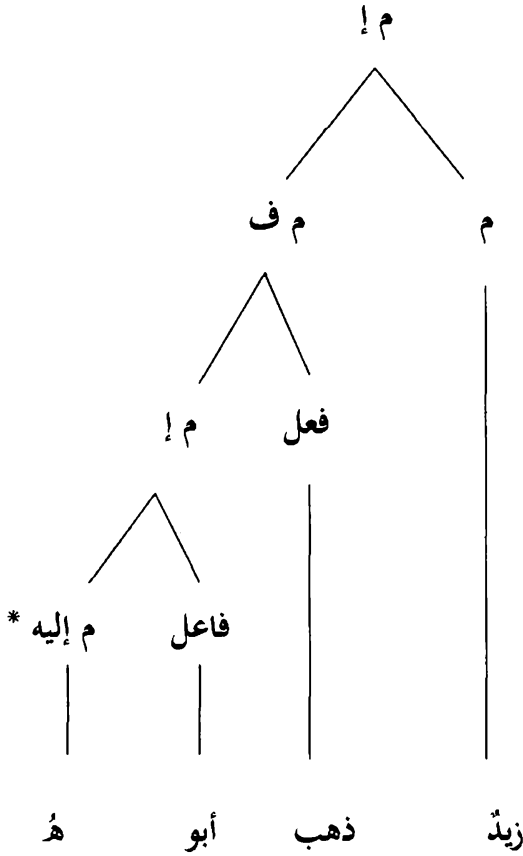 م إ
م م ف
فعل م إ
فاعل م إليه *
زيدٌ ذهب أبو هُ